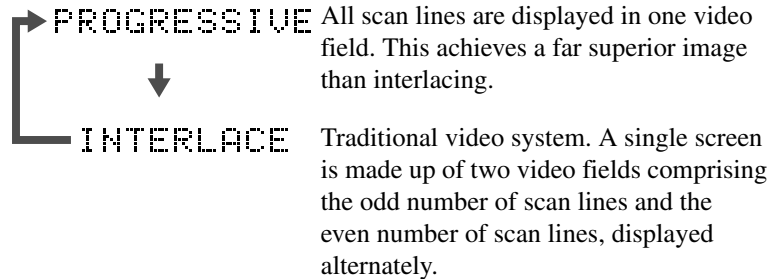 PROGRESSIVE All scan lines are displayed in one video
field. This achieves a far superior image
than interlacing.
INTERLACE Traditional video system. A single screen
is made up of two video fields comprising
the odd number of scan lines and the
even number of scan lines, displayed
alternately.